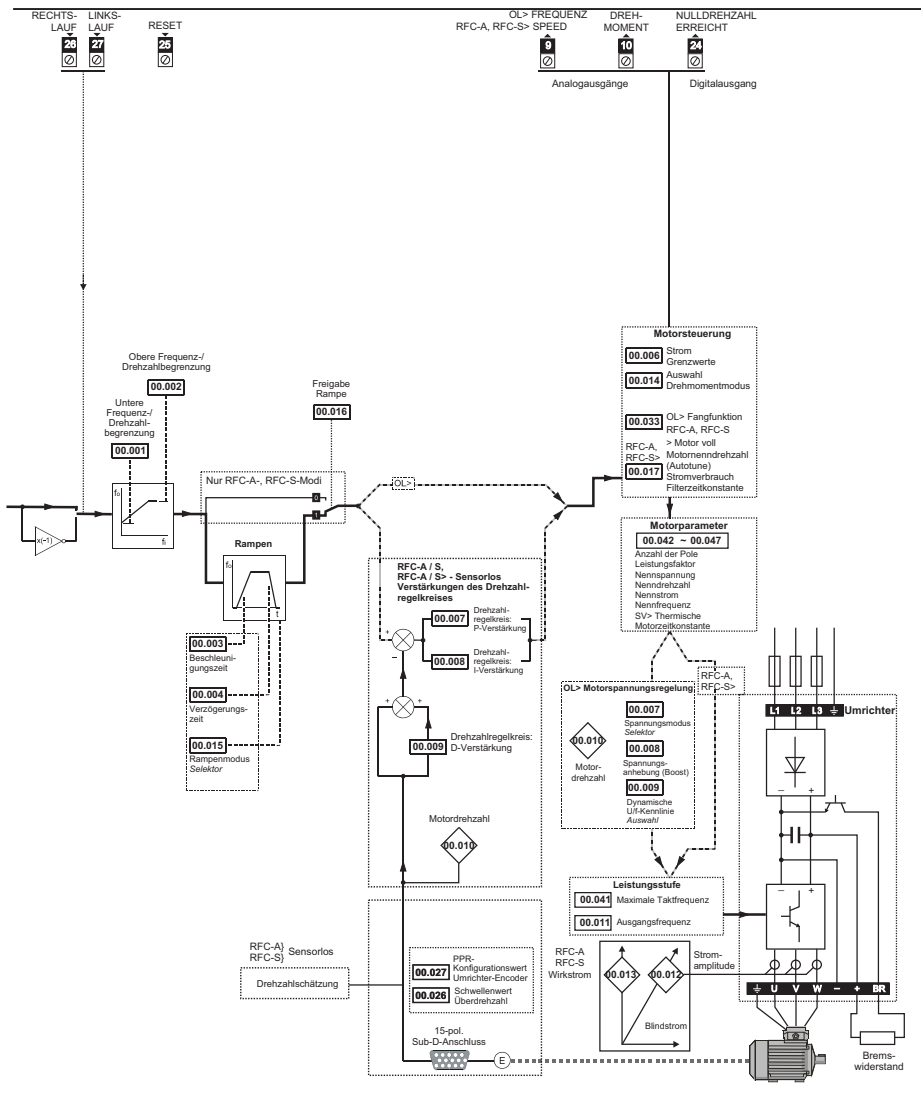 RECHTS-
LAUF
LINKS-
LAUF
RESET
26
27
25
OL> FREQUENZ
RFC-A, RFC-S> SPEED
DREH-
MOMENT
NULLDREHZAHL
ERREICHT
9
10
24
Analogausgänge
Digitalausgang
Obere Frequenz-/
Drehzahlbegrenzung
00.002
Untere
Frequenz-/
Drehzahl-
begrenzung
00.001
Freigabe
Rampe
00.016
Nur RFC-A-, RFC-S-Modi
0
1
x(-1)
Rampen
t
00.003
Beschleuni-
gungszeit
00.004
Verzögerungs-
zeit
00.015
Rampenmodus
Selektor
OL>
RFC-A / S,
RFC-A / S> - Sensorlos
Verstärkungen des Drehzahl-
regelkreises
+
−
00.007
Drehzahl-
regelkreis:
P-Verstärkung
00.008
Drehzahl-
regelkreis:
I-Verstärkung
+
+
00.009
Drehzahlregelkreis:
D-Verstärkung
Motordrehzahl
00.010
RFC-A}
RFC-S}
Sensorlos
Drehzahlschätzung
00.027
PPR-
Konfigurationswert
Umrichter-Encoder
00.026
Schwellenwert
Überdrehzahl
15-pol.
Sub-D-Anschluss
E
Motorsteuerung
00.006
Strom
Grenzwerte
00.014
Auswahl
Drehmomentmodus
00.033
OL> Fangfunktion
RFC-A, RFC-S
> Motor voll
Motornenndrehzahl
(Autotune)
RFC-A,
RFC-S>
00.017
Stromverbrauch
Filterzeitkonstante
Motorparameter
00.042 ~ 00.047
Anzahl der Pole
Leistungsfaktor
Nennspannung
Nenndrehzahl
Nennstrom
Nennfrequenz
SV> Thermische
Motorzeitkonstante
RFC-A,
RFC-S>
OL> Motorspannungsregelung
00.010
Motor-
drehzahl
00.007
Spannungsmodus
Selektor
00.008
Spannungs-
anhebung (Boost)
00.009
Dynamische
U/f-Kennlinie
Auswahl
Leistungsstufe
00.041
Maximale Taktfrequenz
00.011
Ausgangsfrequenz
RFC-A
RFC-S
Wirkstrom
00.013
00.012
Strom-
amplitude
Blindstrom
L1
L2
L3
Umrichter
−
+
−
+
U
V
W
−
+
BR
Brems-
widerstand